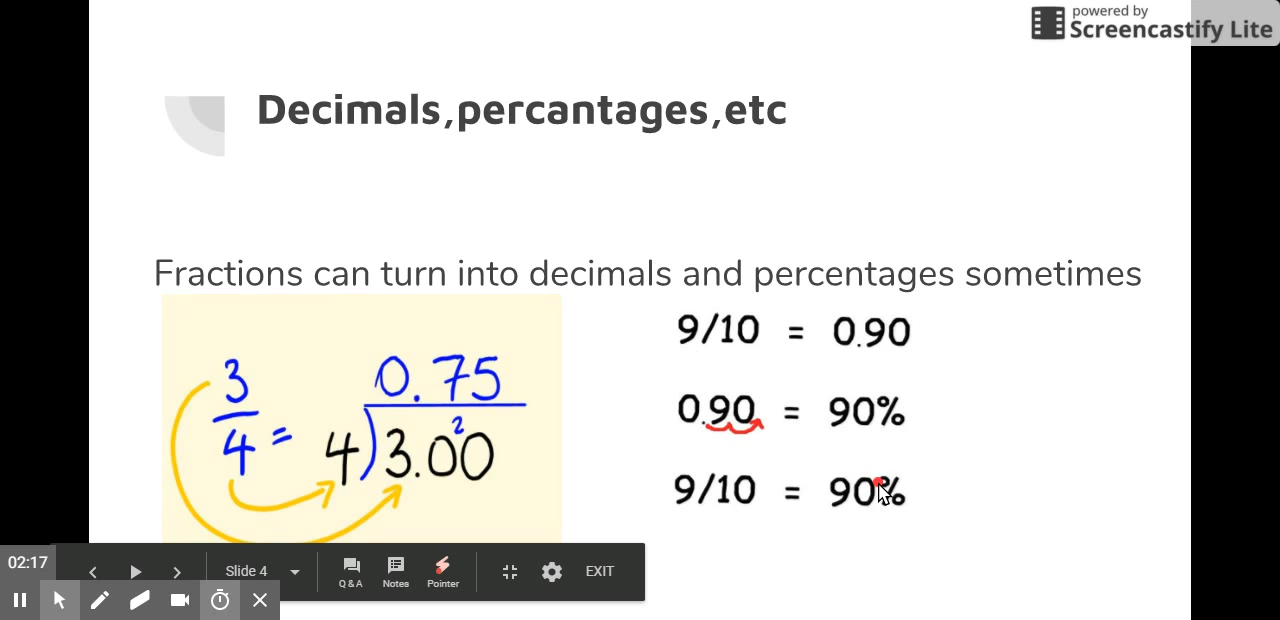 powered by
Screencastify Lite
Decimals,percantages,etc
Fractions can turn into decimals and percentages sometimes
0.75
3/4 = 4)3.00
2
9/10 = 0.90
0.90 = 90%
9/10 = 90%
02:17
Slide 4
Q & A
Notes
Pointer
EXIT